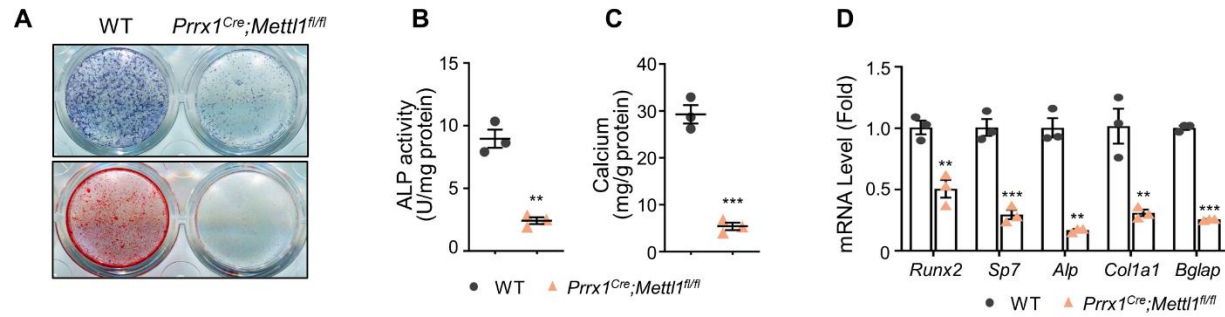 A
WT Prrx1Cre;Mettl1fl/fl
B
ALP activity
(U/mg protein)
15
10
5
0
**
C
Calcium
(mg/g protein)
40
30
20
10
0
***
WT Prrx1Cre;Mettl1fl/fl
D
mRNA Level (Fold)
1.5
1.0
0.5
0
**
***
**
**
***
Runx2 Sp7 Alp Col1a1 Bglap
WT Prrx1Cre;Mettl1fl/fl